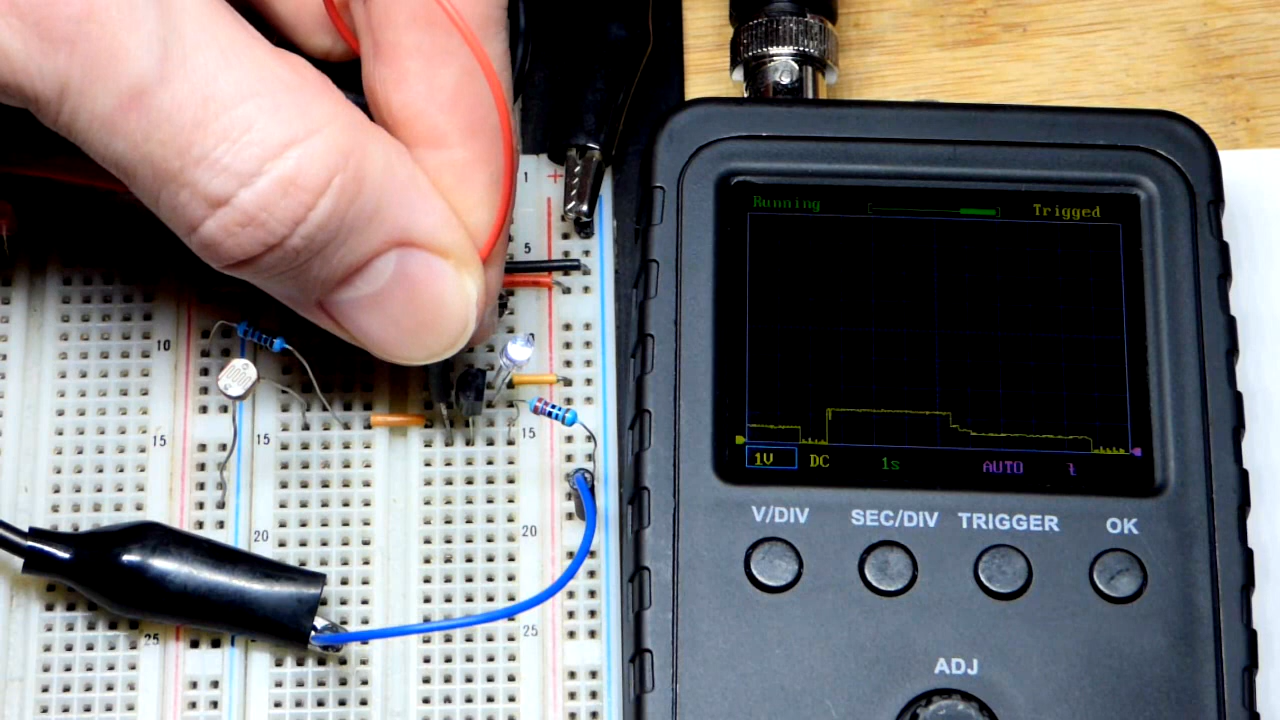 Running Trigged
1V DC 1s AUTO
V/DIV SEC/DIV TRIGGER OK
ADJ
1 +
5
10
15 15 15
20 20
25 25